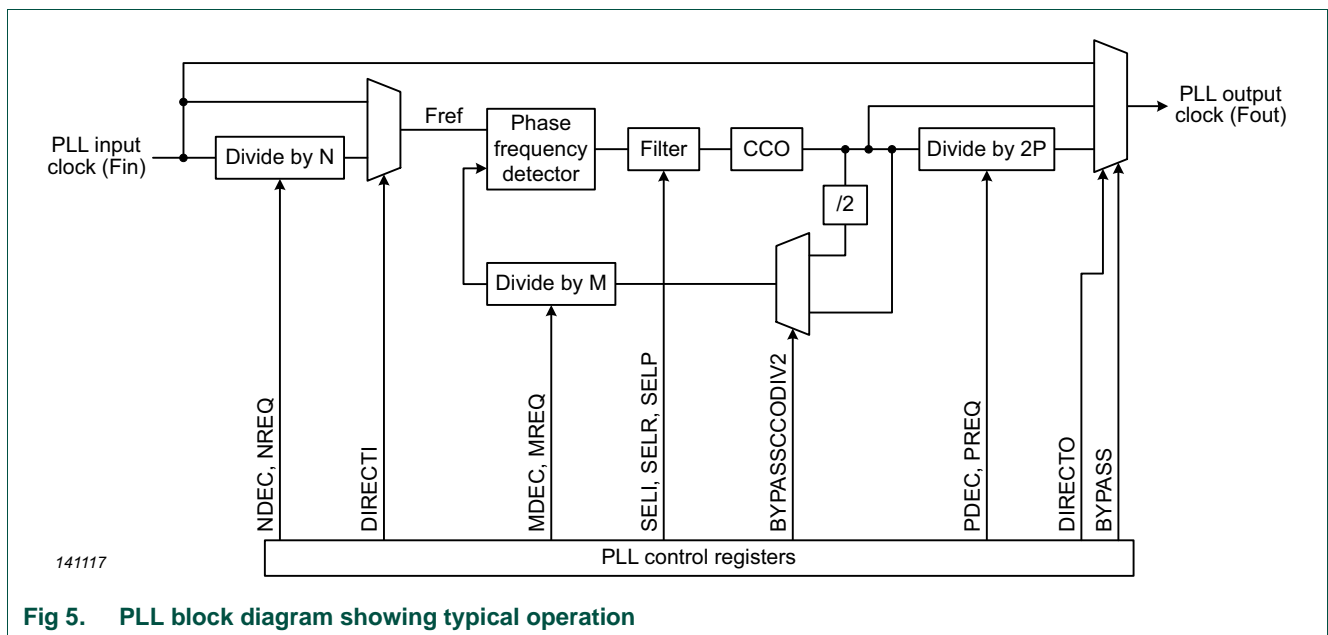 PLL input
clock (Fin)
Divide by N
Fref
Phase
frequency
detector
Filter
CCO
Divide by 2P
PLL output
clock (Fout)
/2
Divide by M
NDEC, NREQ
DIRECTI
MDEC, MREQ
SELI, SELR, SELP
BYPASSCCODIV2
PDEC, PREQ
DIRECTO
BYPASS
PLL control registers
141117
Fig 5. PLL block diagram showing typical operation